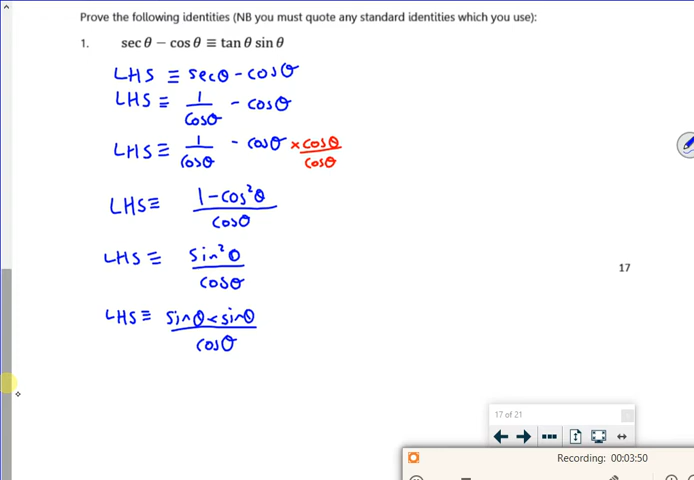 Prove the following identities (NB you must quote any standard identities which you use):
1. sec θ − cos θ ≡ tan θ sin θ
LHS ≡ secθ - cosθ
LHS ≡ 1/cosθ - cosθ
LHS ≡ 1/cosθ - cosθ × cosθ/cosθ
LHS ≡ 1-cos²θ/cosθ
LHS ≡ sin²θ/cosθ
LHS ≡ sinθ × sinθ/cosθ
17
17 of 21
Recording: 00:03:50